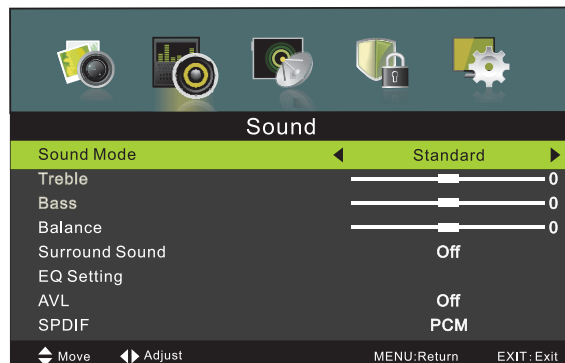 Sound
Sound Mode Standard
Treble 0
Bass 0
Balance 0
Surround Sound Off
EQ Setting
AVL Off
SPDIF PCM
Move Adjust MENU:Return EXIT:Exit